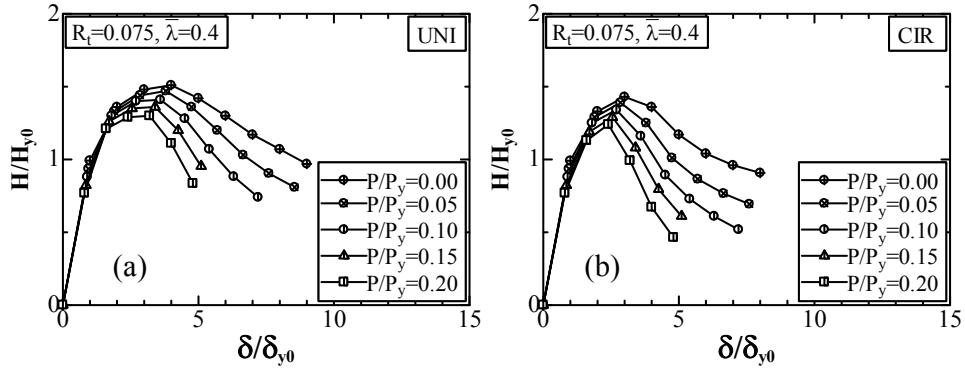 2
R_t=0.075, λ̄=0.4
UNI
H/H_y0
1
P/P_y=0.00
P/P_y=0.05
P/P_y=0.10
P/P_y=0.15
P/P_y=0.20
(a)
0
0 5 10 15
δ/δ_y0
2
R_t=0.075, λ̄=0.4
CIR
H/H_y0
1
P/P_y=0.00
P/P_y=0.05
P/P_y=0.10
P/P_y=0.15
P/P_y=0.20
(b)
0
0 5 10 15
δ/δ_y0